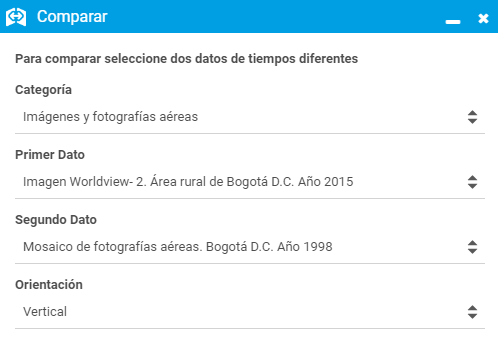 Comparar
Para comparar seleccione dos datos de tiempos diferentes
Categoría
Imágenes y fotografías aéreas
Primer Dato
Imagen Worldview- 2. Área rural de Bogotá D.C. Año 2015
Segundo Dato
Mosaico de fotografías aéreas. Bogotá D.C. Año 1998
Orientación
Vertical